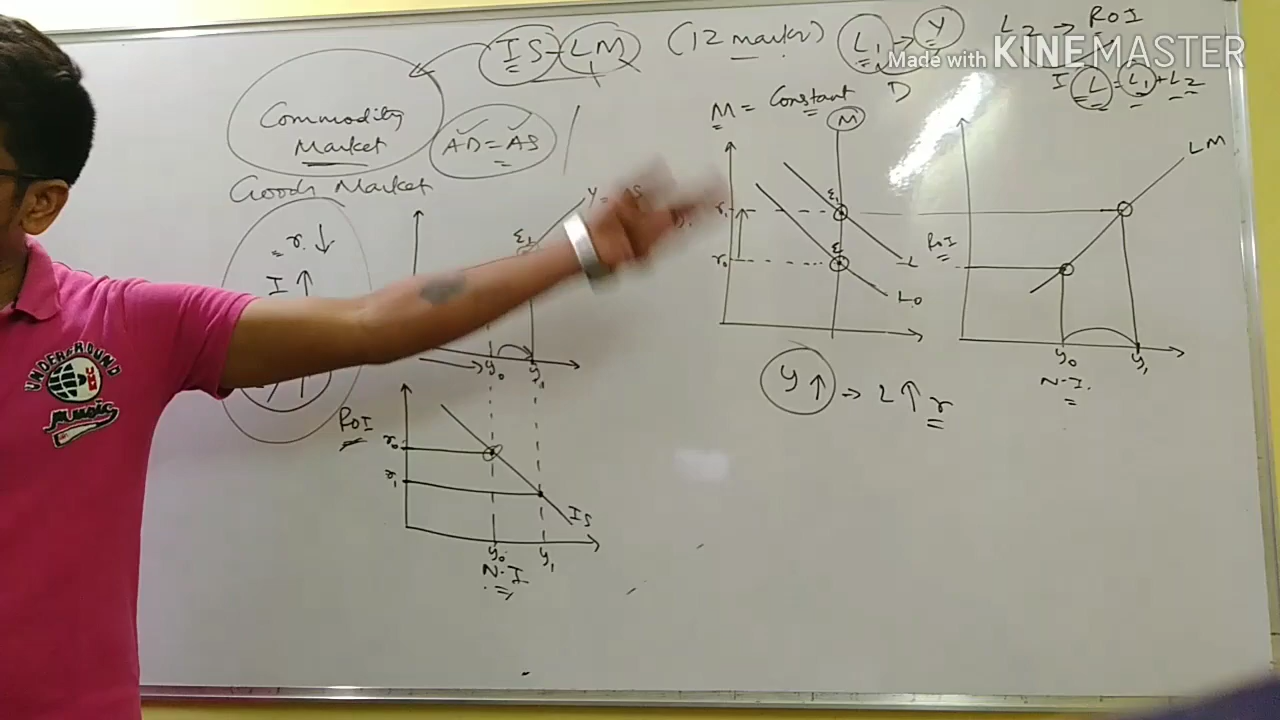 IS-LM (12 marks)
L₁ → Y
D
L₂ → ROI
Made with KINEMASTER
I L = L₁ + L₂
Commodity
Market
AD = AS
Goods Market
r ↓
I ↑
E₁
y₀ y₁
ROI
r₀
r₁
IS
y₀ y₁
N.I
M = Constant
M
r₁
r₀
E₁
E
L
L₀
Y ↑ → L ↑ r
LM
ROI
y₀ y₁
N.I.
UNDERGROUND
music